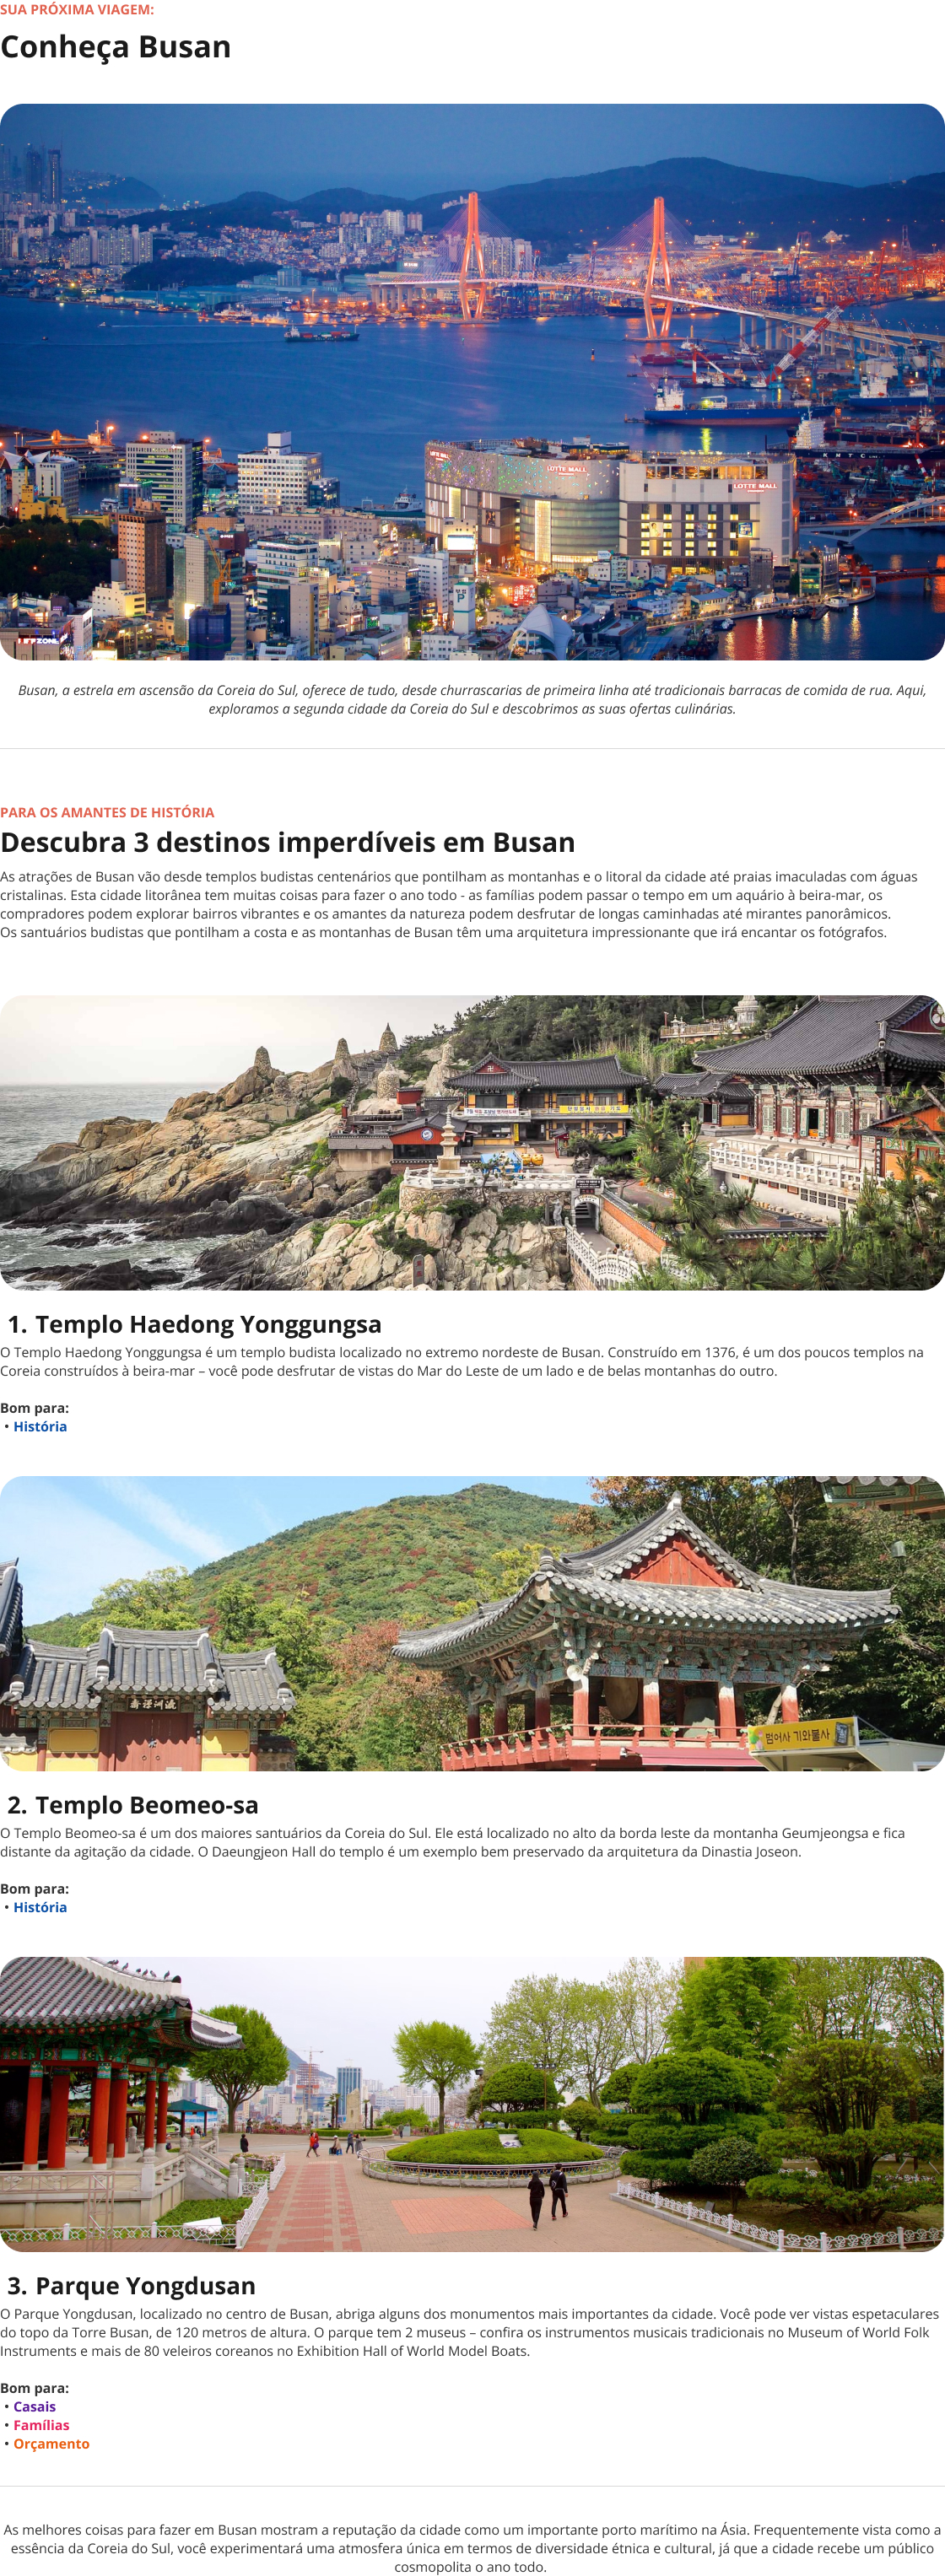 SUA PRÓXIMA VIAGEM:
Conheça Busan
LOTTE MALL
LOTTE MALL
KMTC
Busan, a estrela em ascensão da Coreia do Sul, oferece de tudo, desde churrascarias de primeira linha até tradicionais barracas de comida de rua. Aqui,
exploramos a segunda cidade da Coreia do Sul e descobrimos as suas ofertas culinárias.
PARA OS AMANTES DE HISTÓRIA
Descubra 3 destinos imperdíveis em Busan
As atrações de Busan vão desde templos budistas centenários que pontilham as montanhas e o litoral da cidade até praias imaculadas com águas
cristalinas. Esta cidade litorânea tem muitas coisas para fazer o ano todo - as famílias podem passar o tempo em um aquário à beira-mar, os
compradores podem explorar bairros vibrantes e os amantes da natureza podem desfrutar de longas caminhadas até mirantes panorâmicos.
Os santuários budistas que pontilham a costa e as montanhas de Busan têm uma arquitetura impressionante que irá encantar os fotógrafos.
1. Templo Haedong Yonggungsa
O Templo Haedong Yonggungsa é um templo budista localizado no extremo nordeste de Busan. Construído em 1376, é um dos poucos templos na
Coreia construídos à beira-mar – você pode desfrutar de vistas do Mar do Leste de um lado e de belas montanhas do outro.
Bom para:
• História
범어사 기와불사
2. Templo Beomeo-sa
O Templo Beomeo-sa é um dos maiores santuários da Coreia do Sul. Ele está localizado no alto da borda leste da montanha Geumjeongsa e fica
distante da agitação da cidade. O Daeungjeon Hall do templo é um exemplo bem preservado da arquitetura da Dinastia Joseon.
Bom para:
• História
3. Parque Yongdusan
O Parque Yongdusan, localizado no centro de Busan, abriga alguns dos monumentos mais importantes da cidade. Você pode ver vistas espetaculares
do topo da Torre Busan, de 120 metros de altura. O parque tem 2 museus – confira os instrumentos musicais tradicionais no Museum of World Folk
Instruments e mais de 80 veleiros coreanos no Exhibition Hall of World Model Boats.
Bom para:
• Casais
• Famílias
• Orçamento
As melhores coisas para fazer em Busan mostram a reputação da cidade como um importante porto marítimo na Ásia. Frequentemente vista como a
essência da Coreia do Sul, você experimentará uma atmosfera única em termos de diversidade étnica e cultural, já que a cidade recebe um público
cosmopolita o ano todo.